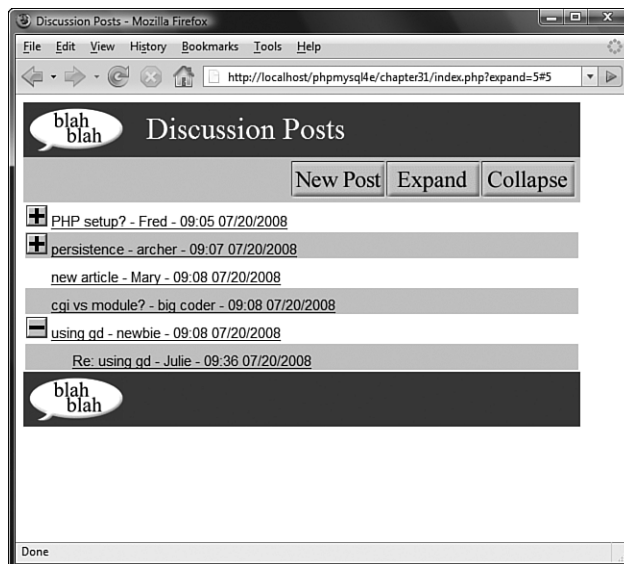 Discussion Posts - Mozilla Firefox
File Edit View History Bookmarks Tools Help
http://localhost/phpmysql4e/chapter31/index.php?expand=5#5
blah
blah
Discussion Posts
New Post Expand Collapse
PHP setup? - Fred - 09:05 07/20/2008
persistence - archer - 09:07 07/20/2008
new article - Mary - 09:08 07/20/2008
cgi vs module? - big coder - 09:08 07/20/2008
using gd - newbie - 09:08 07/20/2008
Re: using gd - Julie - 09:36 07/20/2008
blah
blah
Done